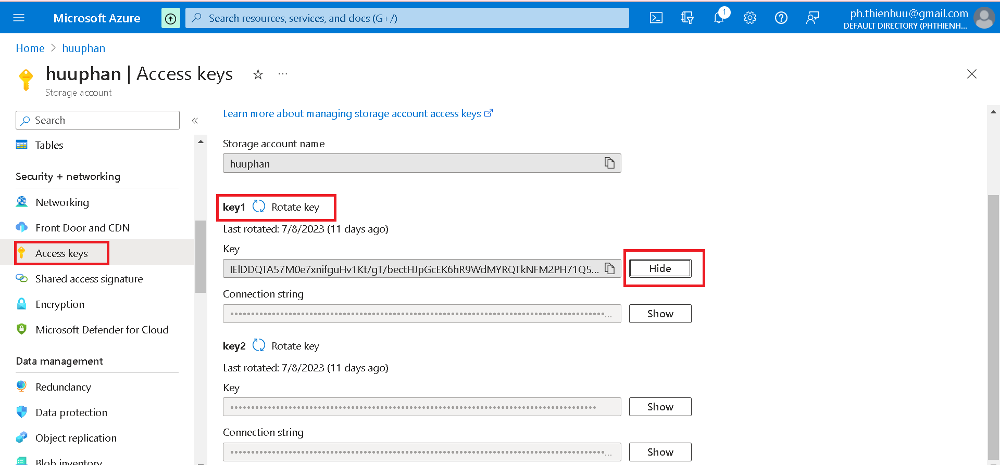 Microsoft Azure
Search resources, services, and docs (G+/)
1
ph.thienhuu@gmail.com
DEFAULT DIRECTORY (PHTHIENH...
Home > huuphan
huuphan | Access keys
Storage account
Search
«
Tables
Security + networking
Networking
Front Door and CDN
Access keys
Shared access signature
Encryption
Microsoft Defender for Cloud
Data management
Redundancy
Data protection
Object replication
Blob inventory
Learn more about managing storage account access keys
Storage account name
huuphan
key1 Rotate key
Last rotated: 7/8/2023 (11 days ago)
Key
Hide
Connection string
Show
key2 Rotate key
Last rotated: 7/8/2023 (11 days ago)
Key
Show
Connection string
Show